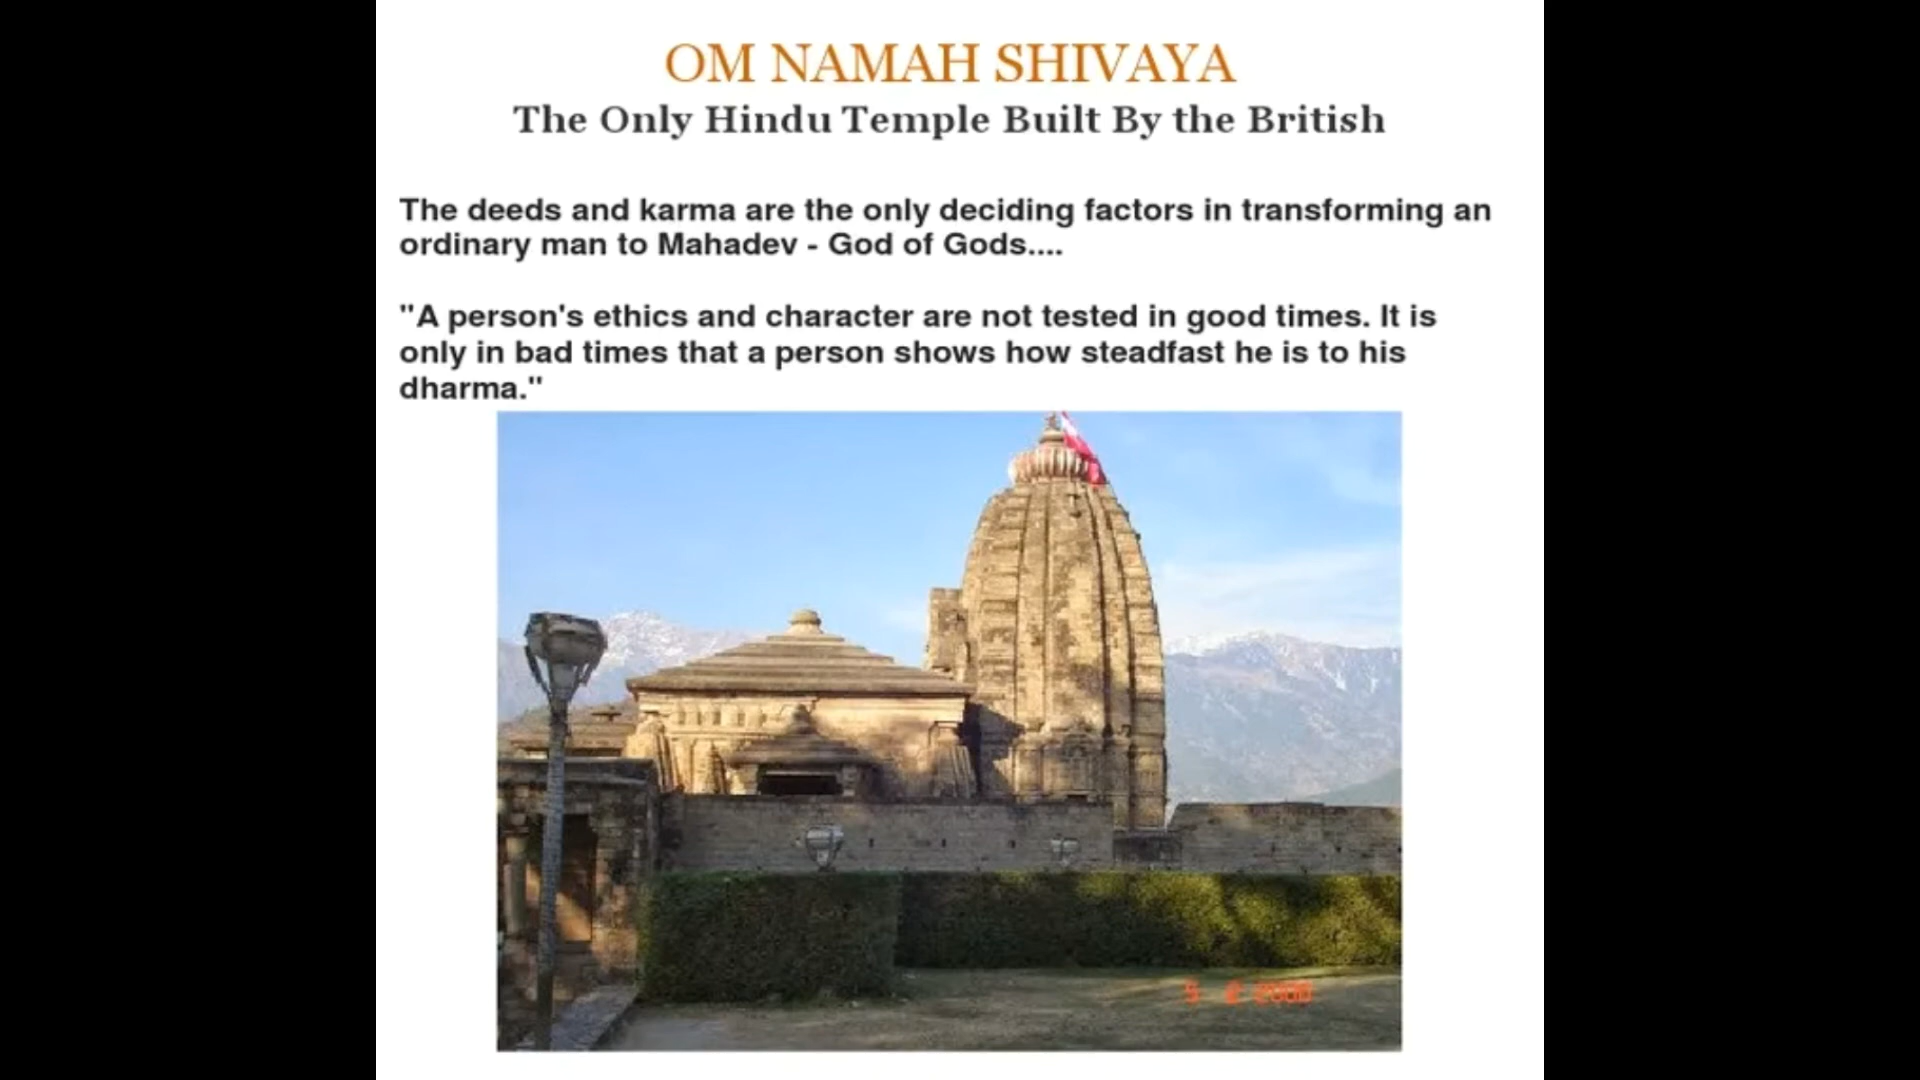 OM NAMAH SHIVAYA
The Only Hindu Temple Built By the British
The deeds and karma are the only deciding factors in transforming an
ordinary man to Mahadev - God of Gods....
"A person's ethics and character are not tested in good times. It is
only in bad times that a person shows how steadfast he is to his
dharma."